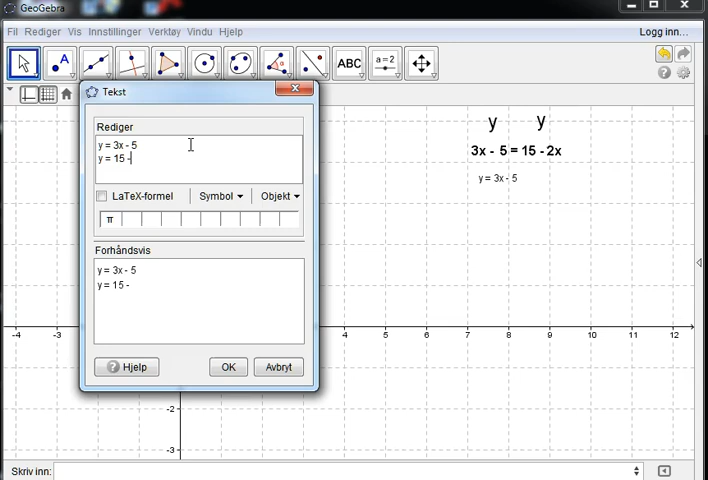 GeoGebra
Fil Rediger Vis Innstillinger Verktøy Vindu Hjelp Logg inn...
ABC a=2
Tekst
Rediger
y = 3x - 5
y = 15 -
LaTeX-formel Symbol Objekt
π
Forhåndsvis
y = 3x - 5
y = 15 -
Hjelp OK Avbryt
y y
3x - 5 = 15 - 2x
y = 3x - 5
-4 -3 4 5 6 7 8 9 10 11 12
-2
-3
Skriv inn: